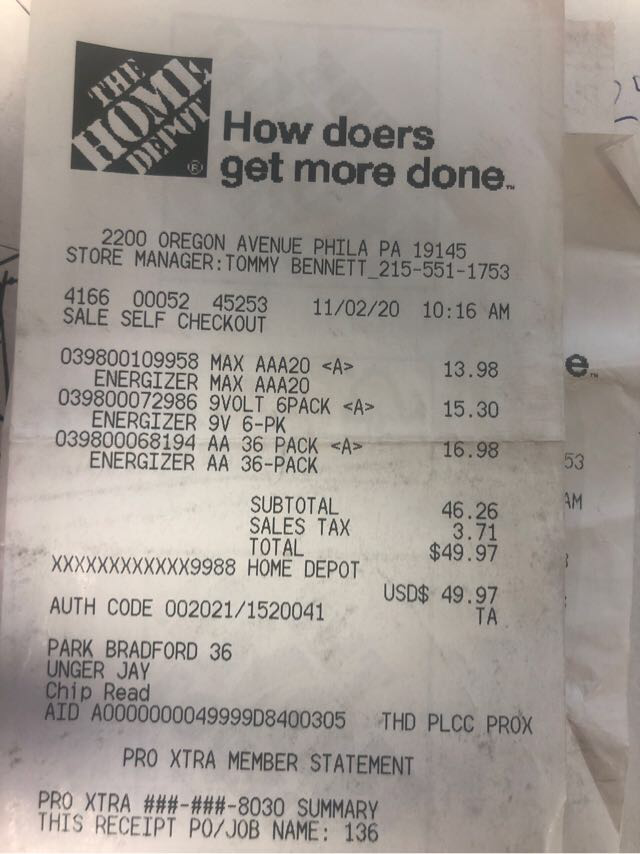 THE
HOME
DEPOT
®
How doers
get more done.™
2200 OREGON AVENUE PHILA PA 19145
STORE MANAGER:TOMMY BENNETT_215-551-1753
4166 00052 45253 11/02/20 10:16 AM
SALE SELF CHECKOUT
039800109958 MAX AAA20 <A> 13.98
ENERGIZER MAX AAA20
039800072986 9VOLT 6PACK <A> 15.30
ENERGIZER 9V 6-PK
039800068194 AA 36 PACK <A> 16.98
ENERGIZER AA 36-PACK
SUBTOTAL 46.26
SALES TAX 3.71
TOTAL $49.97
XXXXXXXXXXXX9988 HOME DEPOT
USD$ 49.97
AUTH CODE 002021/1520041 TA
PARK BRADFORD 36
UNGER JAY
Chip Read
AID A0000000049999D8400305 THD PLCC PROX
PRO XTRA MEMBER STATEMENT
PRO XTRA ###-###-8030 SUMMARY
THIS RECEIPT PO/JOB NAME: 136
e.™
53
AM